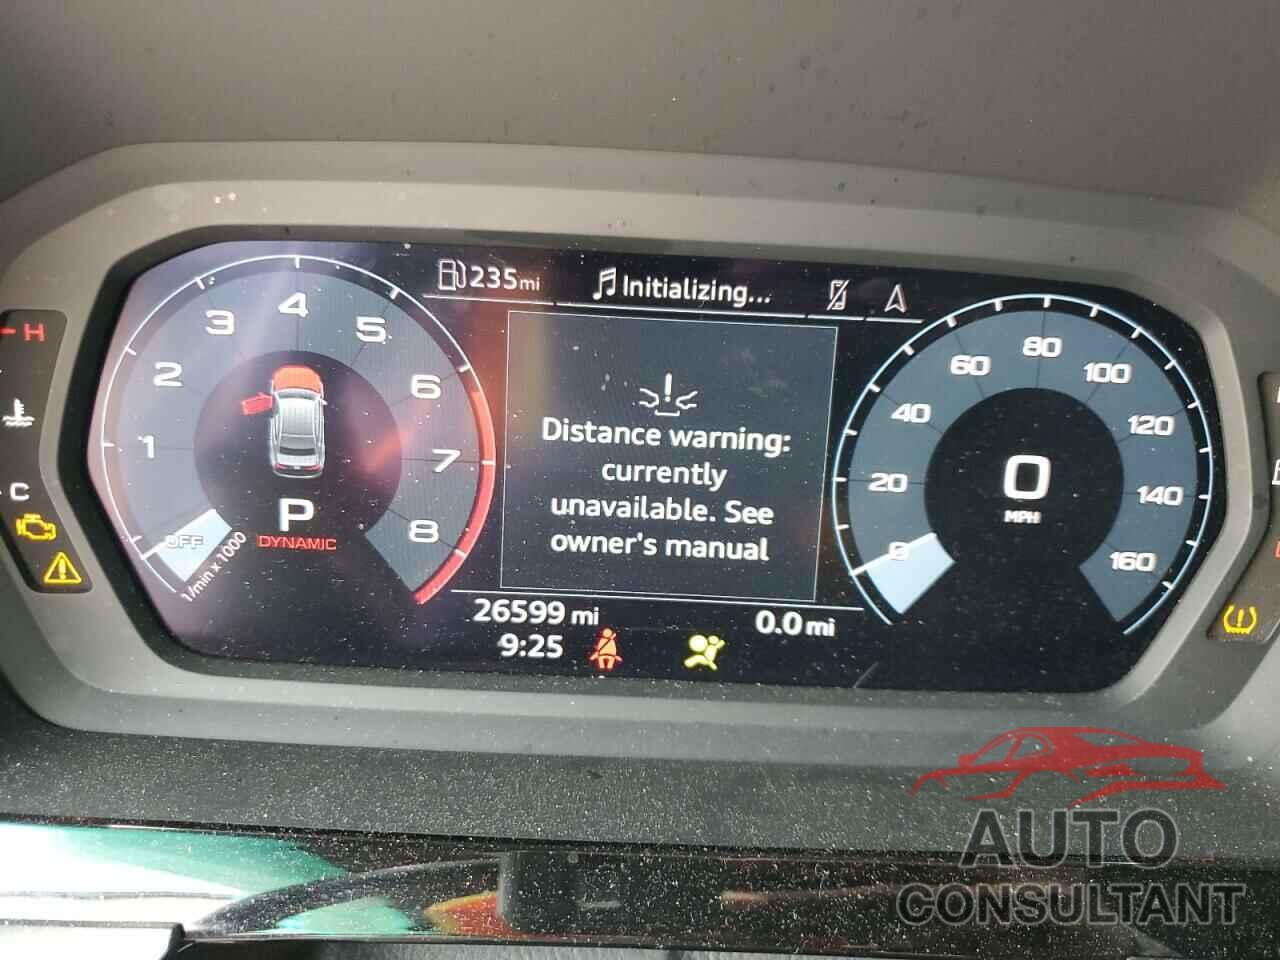 235 mi
Initializing...
H
C
1
2
3
4
5
6
7
8
OFF
1/min x 1000
P
DYNAMIC
Distance warning:
currently
unavailable. See
owner's manual
0
20
40
60
80
100
120
140
160
0
MPH
26599 mi
0.0 mi
9:25
AUTO
CONSULTANT